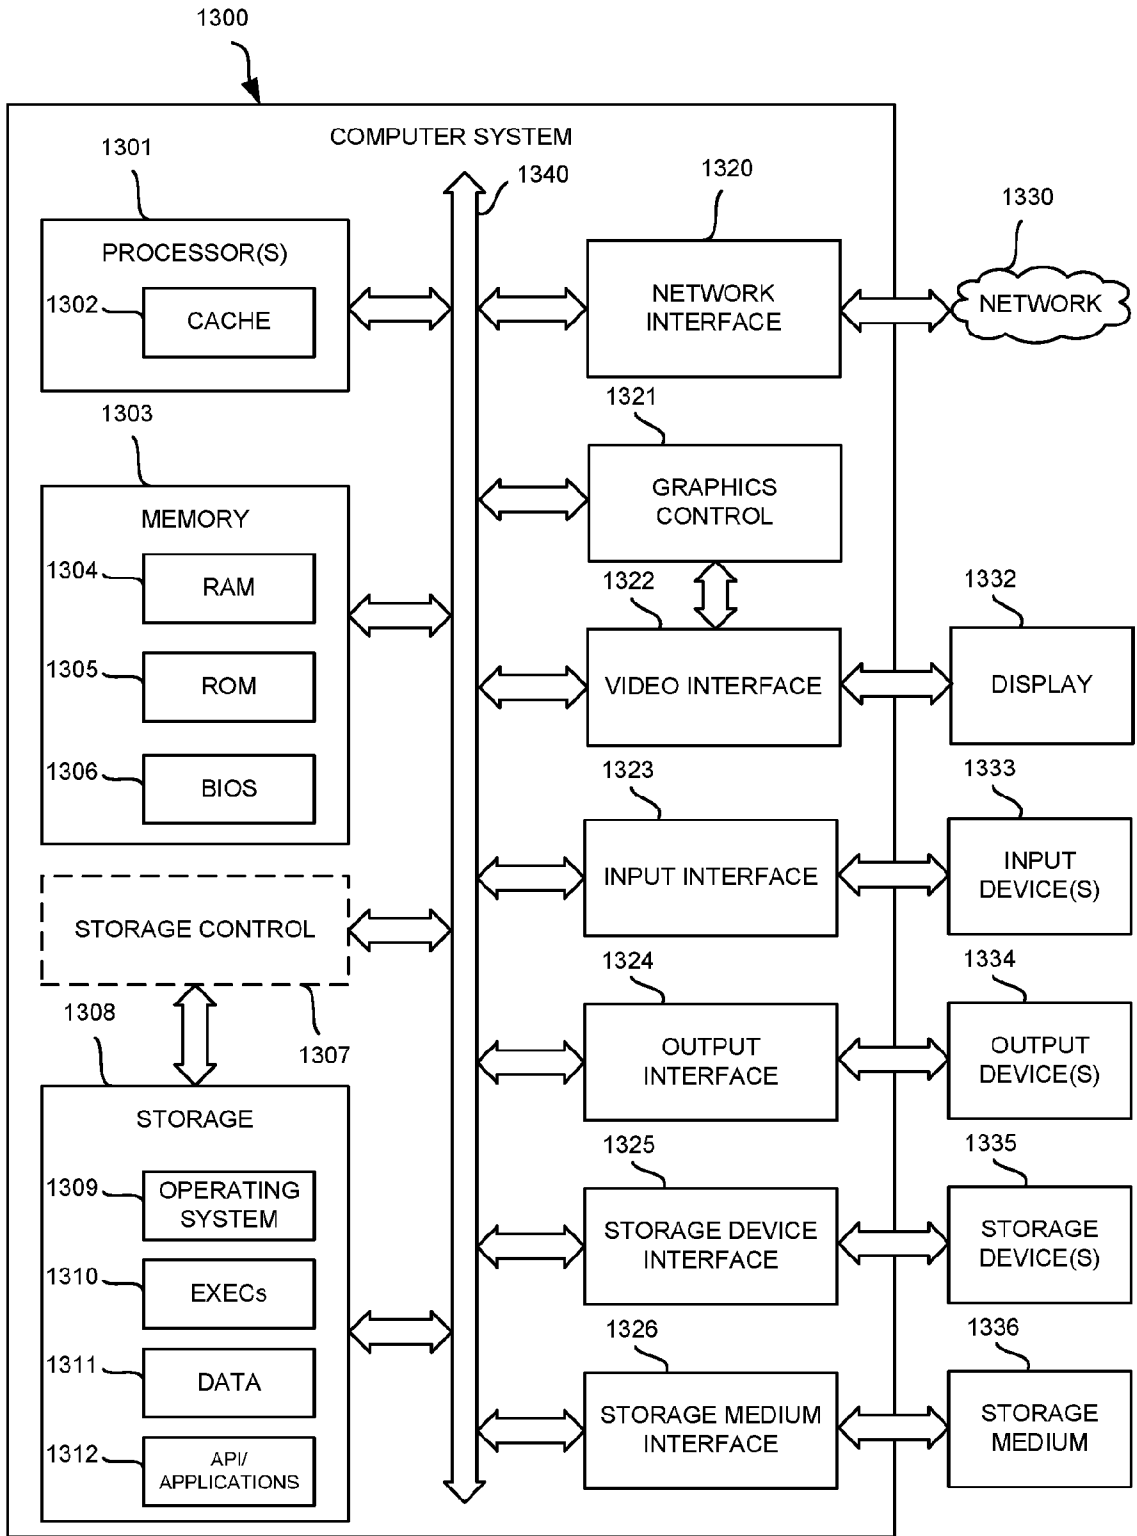 1300
COMPUTER SYSTEM
1301
1340
1320
1330
PROCESSOR(S)
1302
CACHE
NETWORK
INTERFACE
NETWORK
1303
1321
MEMORY
GRAPHICS
CONTROL
1304
RAM
1322
1332
1305
ROM
VIDEO INTERFACE
DISPLAY
1306
BIOS
1323
1333
STORAGE CONTROL
INPUT INTERFACE
INPUT
DEVICE(S)
1308
1307
1324
1334
OUTPUT
INTERFACE
OUTPUT
DEVICE(S)
STORAGE
1325
1335
1309
OPERATING
SYSTEM
STORAGE DEVICE
INTERFACE
STORAGE
DEVICE(S)
1310
EXECs
1326
1336
1311
DATA
STORAGE MEDIUM
INTERFACE
STORAGE
MEDIUM
1312
API/
APPLICATIONS